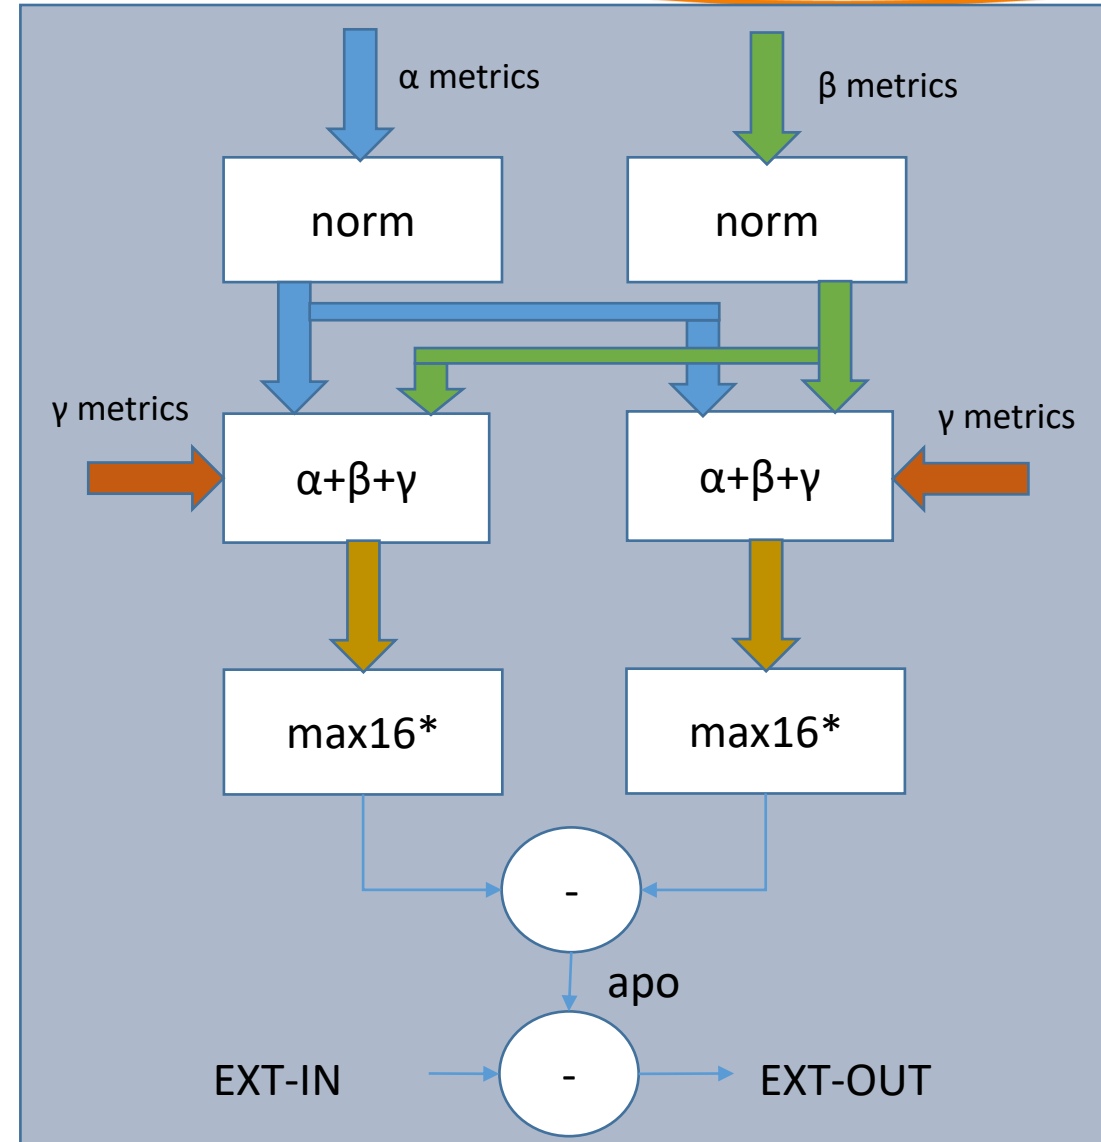 α metrics
β metrics
norm
norm
γ metrics
γ metrics
α+β+γ
α+β+γ
max16*
max16*
-
apo
EXT-IN
-
EXT-OUT